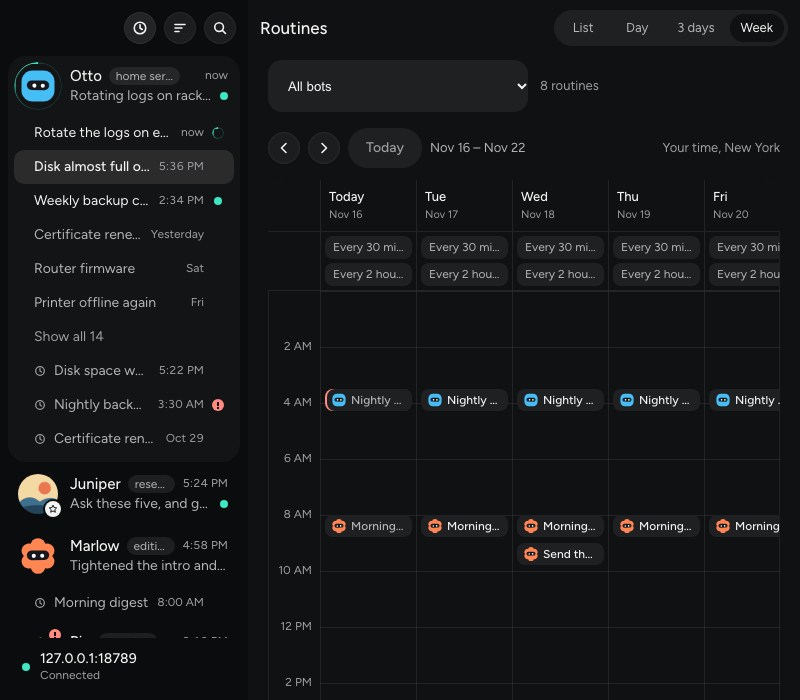 Routines
List
Day
3 days
Week
Otto
home ser...
now
Rotating logs on rack...
Rotate the logs on e...
now
Disk almost full o...
5:36 PM
Weekly backup c...
2:34 PM
Certificate rene...
Yesterday
Router firmware
Sat
Printer offline again
Fri
Show all 14
Disk space w...
5:22 PM
Nightly back...
3:30 AM
Certificate ren...
Oct 29
Juniper
rese...
5:24 PM
Ask these five, and g...
Marlow
editi...
4:58 PM
Tightened the intro and...
Morning digest
8:00 AM
127.0.0.1:18789
Connected
All bots
8 routines
Today
Nov 16 – Nov 22
Your time, New York
Today
Nov 16
Tue
Nov 17
Wed
Nov 18
Thu
Nov 19
Fri
Nov 20
Every 30 mi...
Every 30 mi...
Every 30 mi...
Every 30 mi...
Every 30 mi
Every 2 hou...
Every 2 hou...
Every 2 hou...
Every 2 hou...
Every 2 hou
2 AM
4 AM
Nightly ...
Nightly ...
Nightly ...
Nightly ...
Nightly .
6 AM
8 AM
Morning...
Morning...
Morning...
Morning...
Morning
Send th...
10 AM
12 PM
2 PM